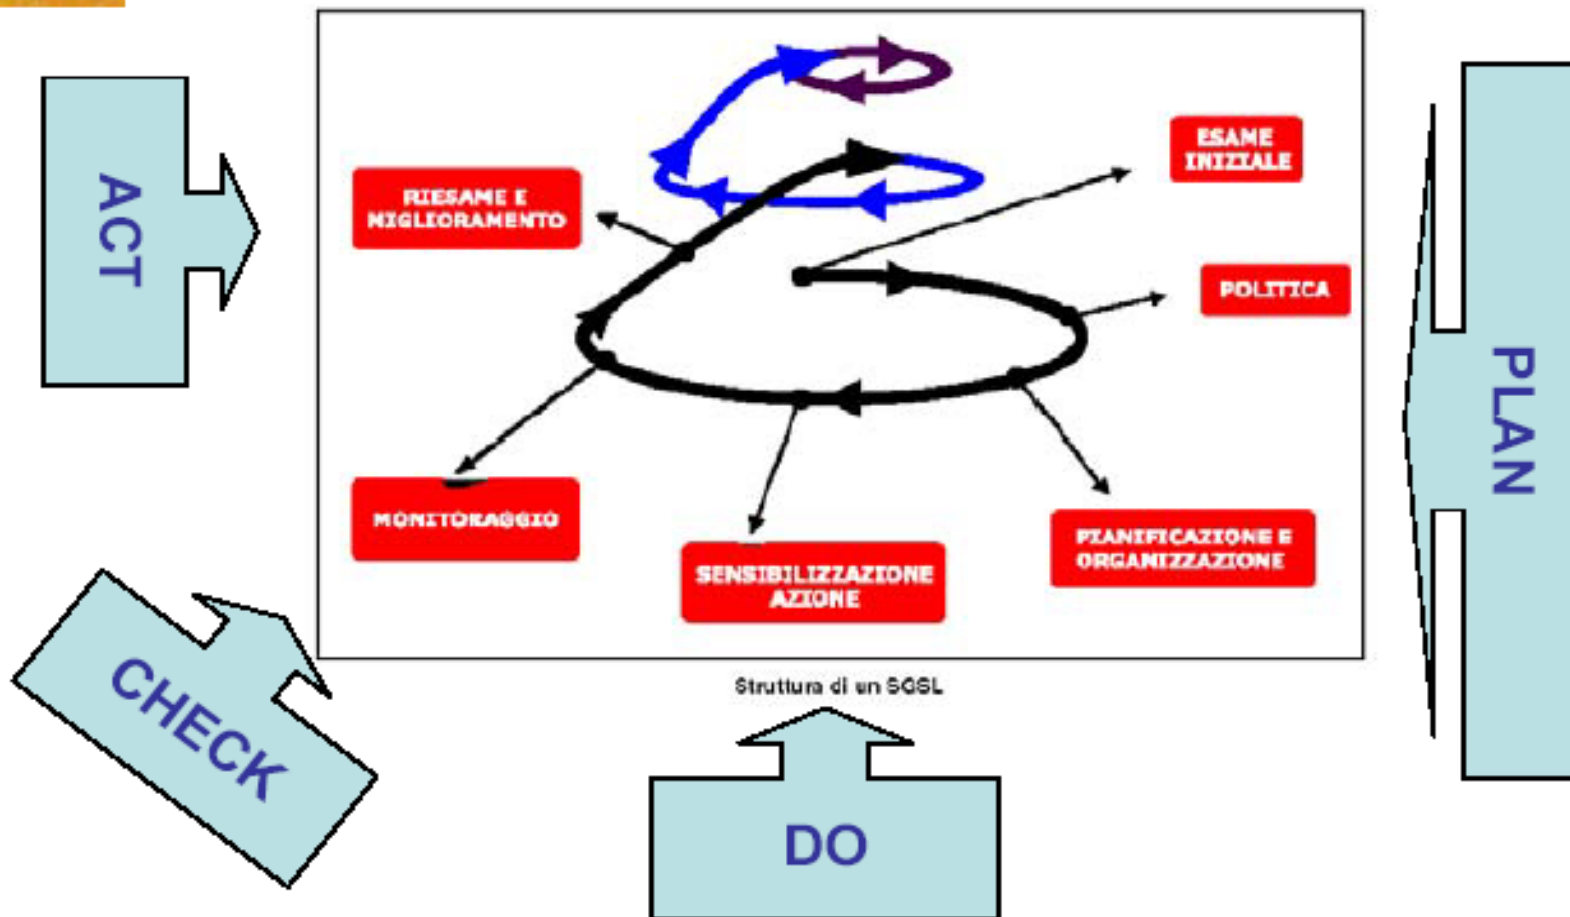 ESAME
INIZIALE
RIESAME E
MIGLIORAMENTO
POLITICA
ACT
PLAN
MONITORAGGIO
PIANIFICAZIONE E
ORGANIZZAZIONE
SENSIBILIZZAZIONE
AZIONE
Struttura di un SGSL
CHECK
DO